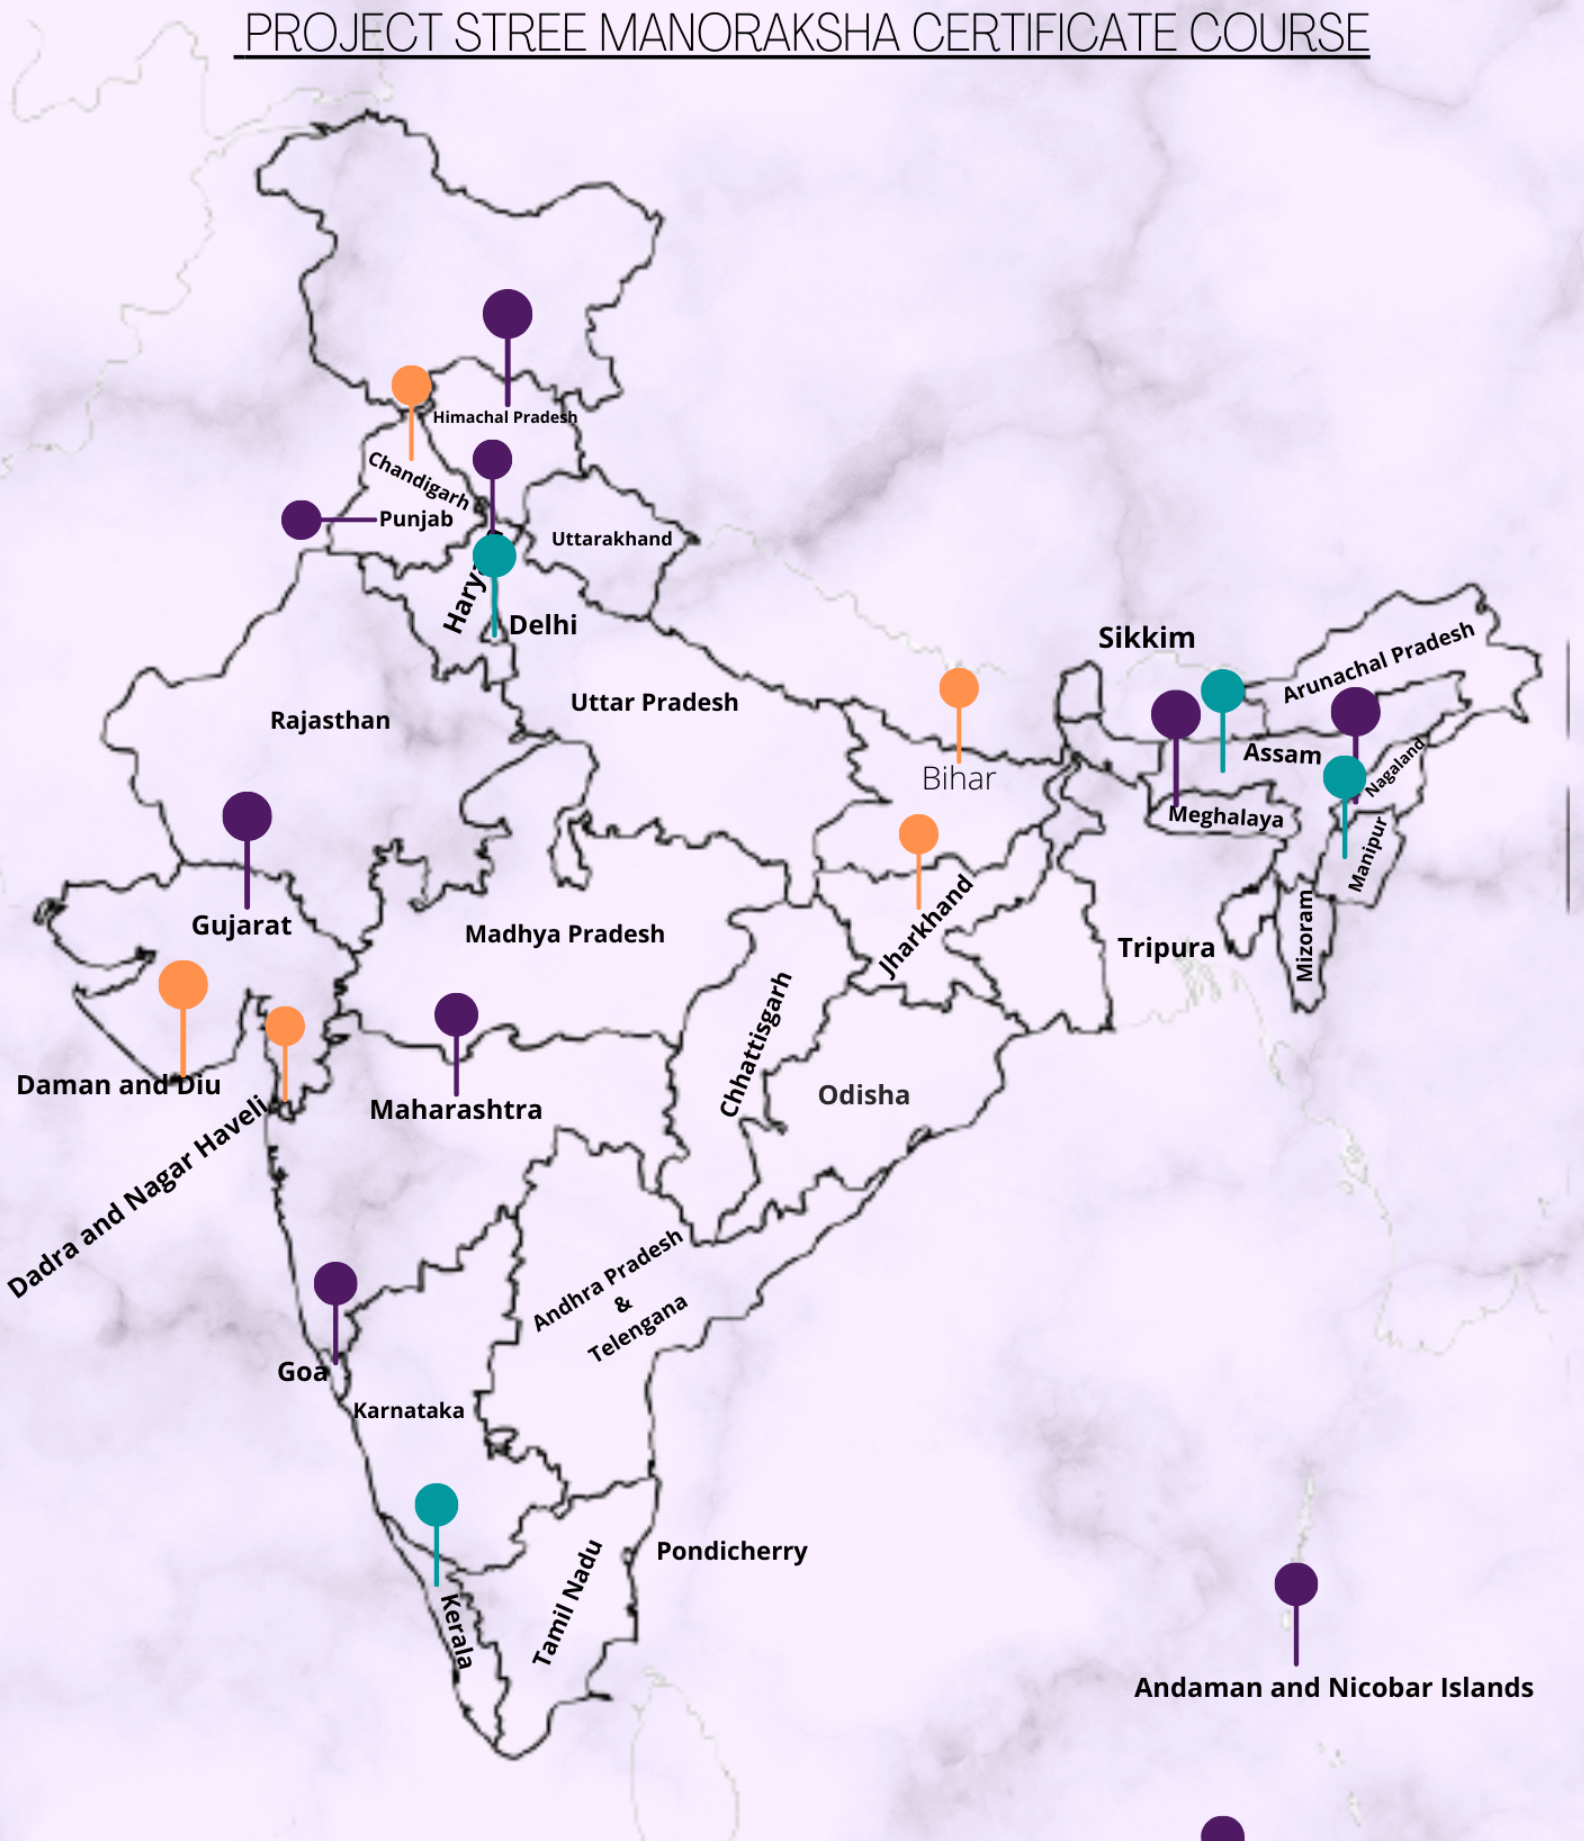 PROJECT STREE MANORAKSHA CERTIFICATE COURSE
Himachal Pradesh
Chandigarh
Punjab
Uttarakhand
Delhi
Sikkim
Arunachal Pradesh
Uttar Pradesh
Rajasthan
Assam
Nagaland
Bihar
Meghalaya
Manipur
Gujarat
Madhya Pradesh
Jharkhand
Tripura
Mizoram
Daman and Diu
Chhattisgarh
Odisha
Maharashtra
Dadra and Nagar Haveli
Andhra Pradesh
&
Telengana
Goa
Karnataka
Pondicherry
Tamil Nadu
Kerala
Andaman and Nicobar Islands